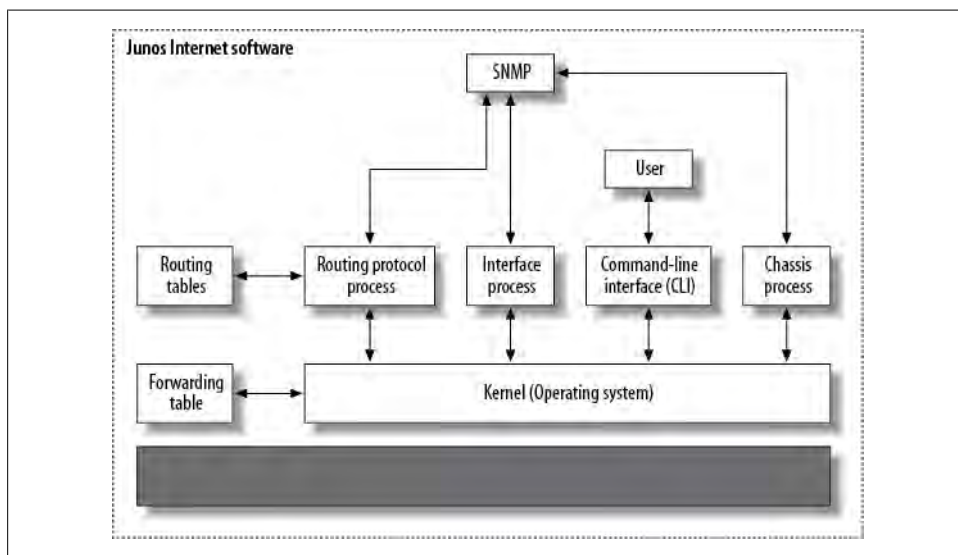 Junos Internet software
SNMP
User
Routing
tables
Routing protocol
process
Interface
process
Command-line
interface (CLI)
Chassis
process
Forwarding
table
Kernel (Operating system)